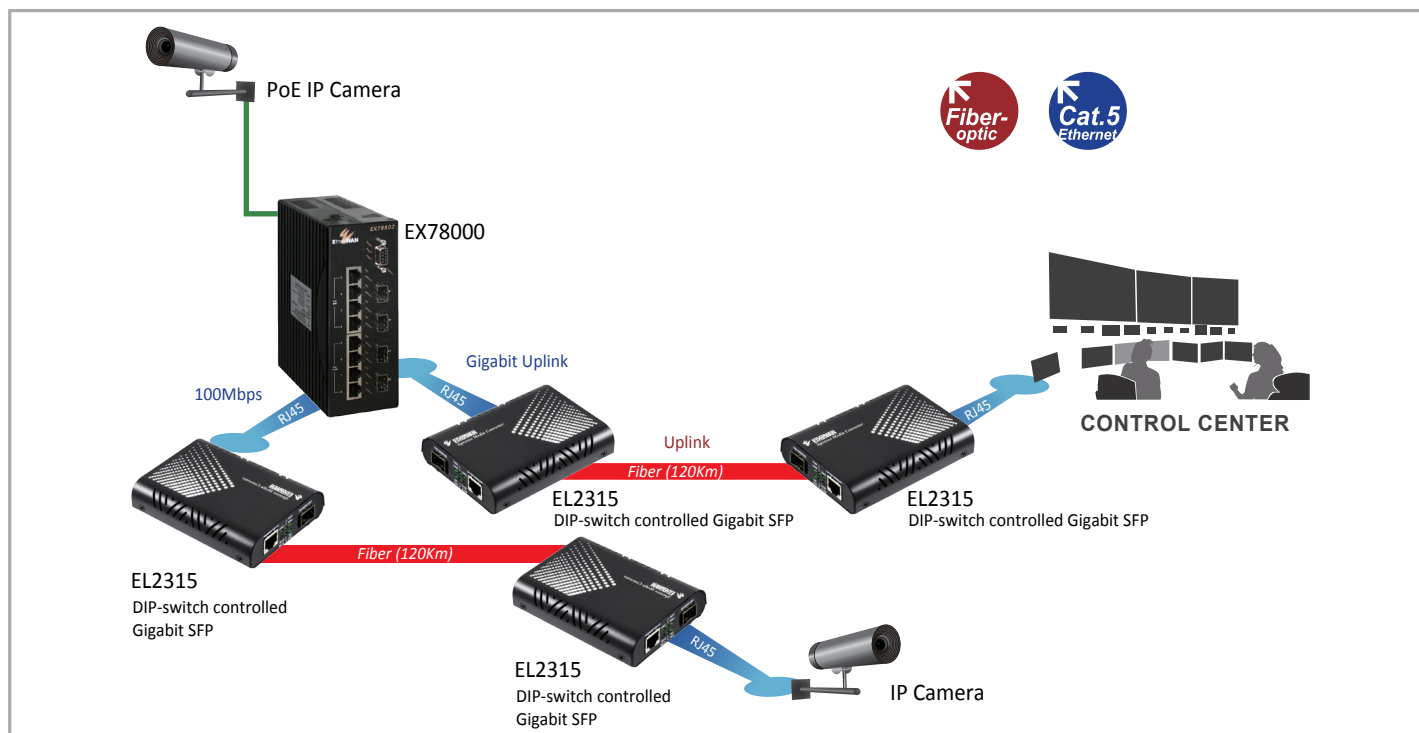 PoE IP Camera
Fiber-
optic
Cat.5
Ethernet
EX78000
EX78602
Gigabit Uplink
100Mbps
RJ45
RJ45
RJ45
CONTROL CENTER
Uplink
Fiber (120Km)
EL2315
DIP-switch controlled Gigabit SFP
EL2315
DIP-switch controlled Gigabit SFP
Fiber (120Km)
EL2315
DIP-switch controlled
Gigabit SFP
RJ45
EL2315
DIP-switch controlled
Gigabit SFP
IP Camera